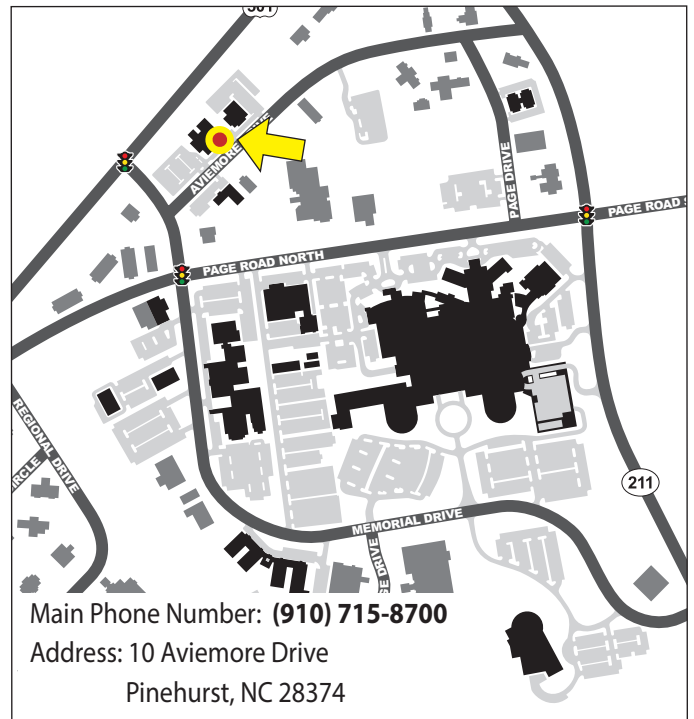 AVIEMORE DRIVE
PAGE DRIVE
PAGE ROAD
PAGE ROAD NORTH
REGIONAL DRIVE
211
MEMORIAL DRIVE
Main Phone Number: (910) 715-8700
Address: 10 Aviemore Drive
Pinehurst, NC 28374